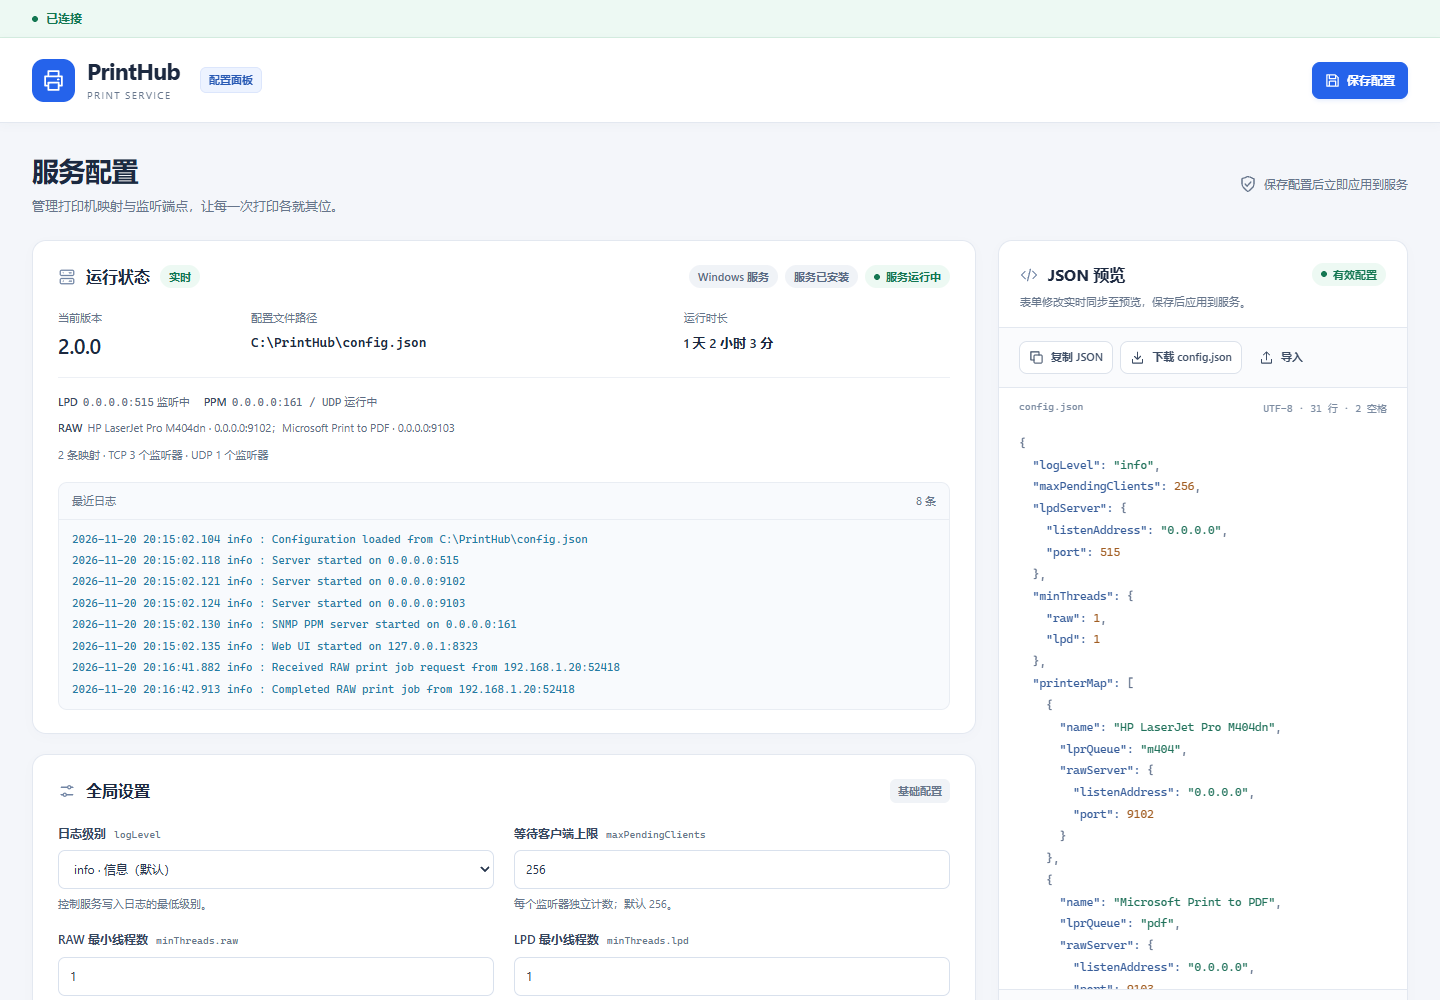 已连接
PrintHub
PRINT SERVICE
配置面板
保存配置
服务配置
管理打印机映射与监听端点，让每一次打印各就其位。
保存配置后立即应用到服务
运行状态
实时
Windows 服务
服务已安装
服务运行中
当前版本
2.0.0
配置文件路径
C:\PrintHub\config.json
运行时长
1 天 2 小时 3 分
LPD 0.0.0.0:515 监听中 PPM 0.0.0.0:161 / UDP 运行中
RAW HP LaserJet Pro M404dn · 0.0.0.0:9102；Microsoft Print to PDF · 0.0.0.0:9103
2 条映射 · TCP 3 个监听器 · UDP 1 个监听器
最近日志
8 条
2026-11-20 20:15:02.104 info : Configuration loaded from C:\PrintHub\config.json
2026-11-20 20:15:02.118 info : Server started on 0.0.0.0:515
2026-11-20 20:15:02.121 info : Server started on 0.0.0.0:9102
2026-11-20 20:15:02.124 info : Server started on 0.0.0.0:9103
2026-11-20 20:15:02.130 info : SNMP PPM server started on 0.0.0.0:161
2026-11-20 20:15:02.135 info : Web UI started on 127.0.0.1:8323
2026-11-20 20:16:41.882 info : Received RAW print job request from 192.168.1.20:52418
2026-11-20 20:16:42.913 info : Completed RAW print job from 192.168.1.20:52418
全局设置
基础配置
日志级别 logLevel
info · 信息（默认）
控制服务写入日志的最低级别。
等待客户端上限 maxPendingClients
256
每个监听器独立计数；默认 256。
RAW 最小线程数 minThreads.raw
1
LPD 最小线程数 minThreads.lpd
1
JSON 预览
有效配置
表单修改实时同步至预览，保存后应用到服务。
复制 JSON
下载 config.json
导入
config.json
UTF-8 · 31 行 · 2 空格
{
"logLevel": "info",
"maxPendingClients": 256,
"lpdServer": {
"listenAddress": "0.0.0.0",
"port": 515
},
"minThreads": {
"raw": 1,
"lpd": 1
},
"printerMap": [
{
"name": "HP LaserJet Pro M404dn",
"lprQueue": "m404",
"rawServer": {
"listenAddress": "0.0.0.0",
"port": 9102
}
},
{
"name": "Microsoft Print to PDF",
"lprQueue": "pdf",
"rawServer": {
"listenAddress": "0.0.0.0",
"port": 9103